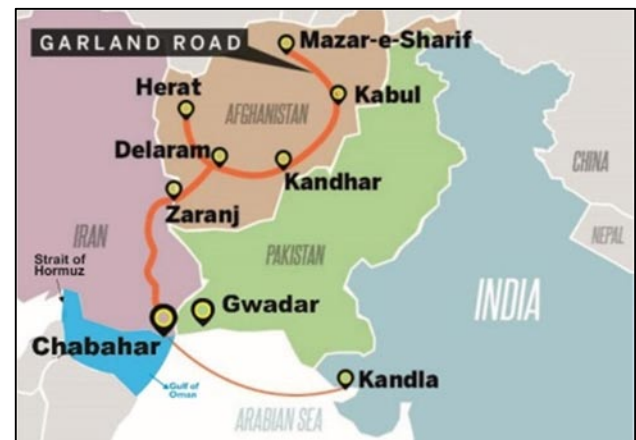 GARLAND ROAD
Mazar-e-Sharif
Herat
Kabul
AFGHANISTAN
Delaram
Kandhar
CHINA
Zaranj
IRAN
NEPAL
PAKISTAN
Strait of
Hormuz
INDIA
Gwadar
Chabahar
Gulf of
Oman
Kandla
ARABIAN SEA